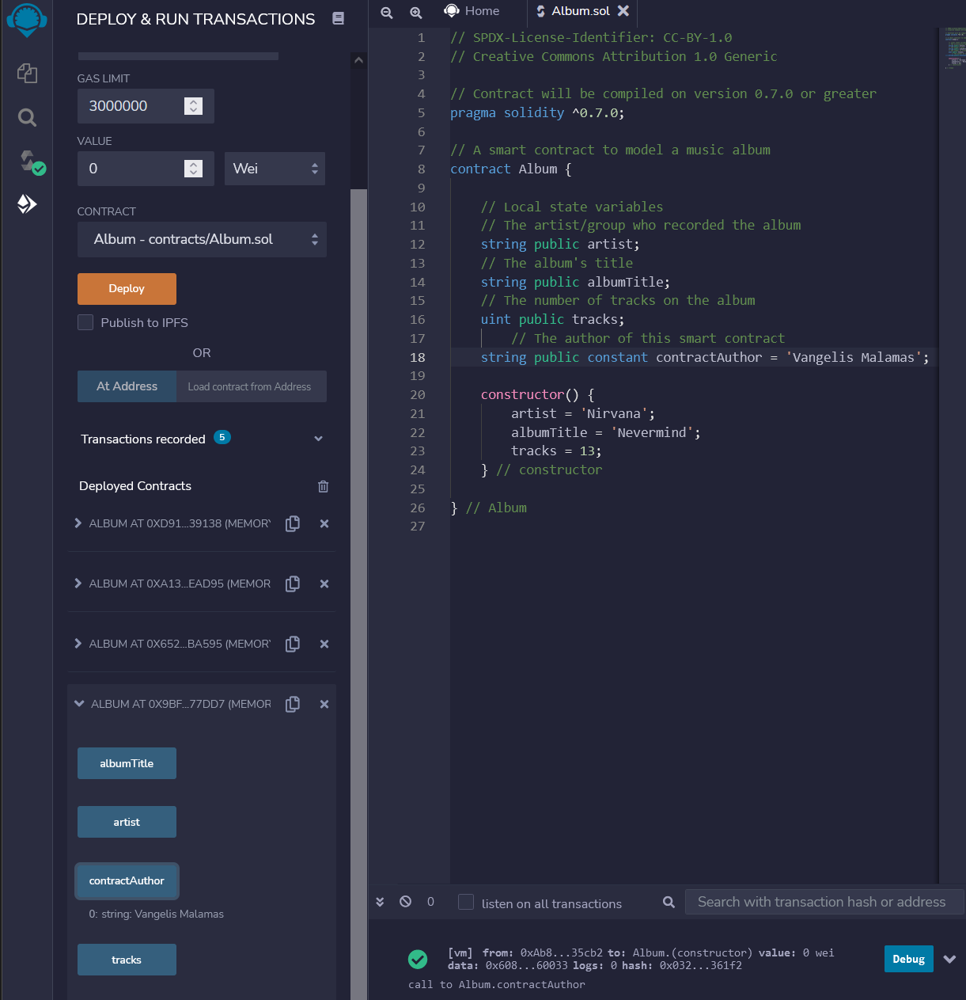 DEPLOY & RUN TRANSACTIONS
GAS LIMIT
3000000
VALUE
0
Wei
CONTRACT
Album - contracts/Album.sol
Deploy
Publish to IPFS
OR
At Address
Load contract from Address
Transactions recorded 5
Deployed Contracts
ALBUM AT 0XD91...39138 (MEMORY
ALBUM AT 0XA13...EAD95 (MEMOR
ALBUM AT 0X652...BA595 (MEMORY
ALBUM AT 0X9BF...77DD7 (MEMOR
albumTitle
artist
contractAuthor
0: string: Vangelis Malamas
tracks
Home
Album.sol
1 // SPDX-License-Identifier: CC-BY-1.0
2 // Creative Commons Attribution 1.0 Generic
3
4 // Contract will be compiled on version 0.7.0 or greater
5 pragma solidity ^0.7.0;
6
7 // A smart contract to model a music album
8 contract Album {
9
10 // Local state variables
11 // The artist/group who recorded the album
12 string public artist;
13 // The album's title
14 string public albumTitle;
15 // The number of tracks on the album
16 uint public tracks;
17 // The author of this smart contract
18 string public constant contractAuthor = 'Vangelis Malamas';
19
20 constructor() {
21 artist = 'Nirvana';
22 albumTitle = 'Nevermind';
23 tracks = 13;
24 } // constructor
25
26 } // Album
27
0
listen on all transactions
Search with transaction hash or address
[vm] from: 0xAb8...35cb2 to: Album.(constructor) value: 0 wei
data: 0x608...60033 logs: 0 hash: 0x032...361f2
Debug
call to Album.contractAuthor